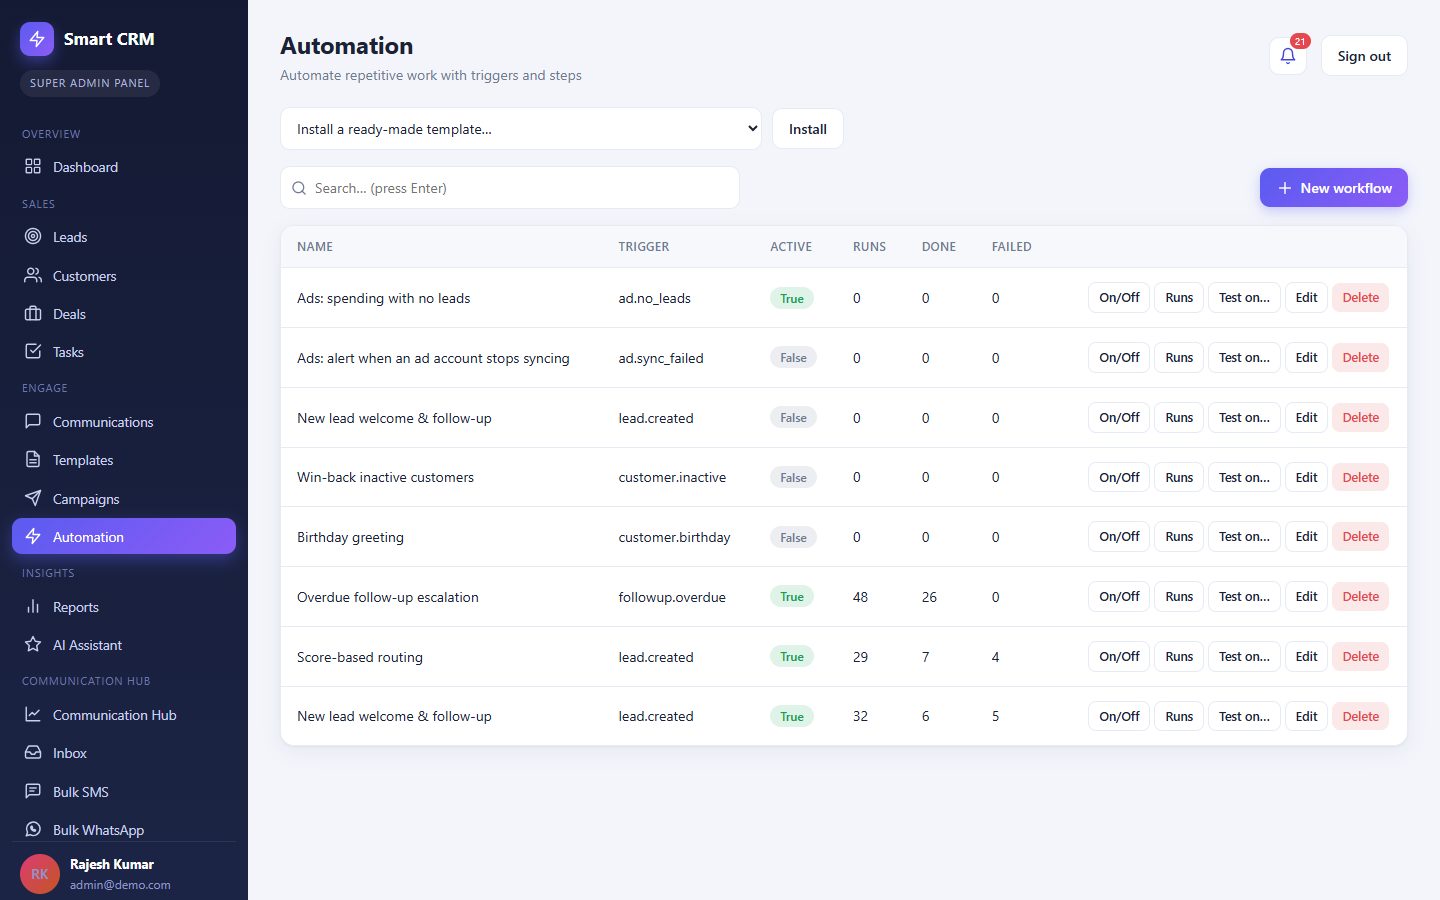 Smart CRM
SUPER ADMIN PANEL
OVERVIEW
Dashboard
SALES
Leads
Customers
Deals
Tasks
ENGAGE
Communications
Templates
Campaigns
Automation
INSIGHTS
Reports
AI Assistant
COMMUNICATION HUB
Communication Hub
Inbox
Bulk SMS
Bulk WhatsApp
RK
Rajesh Kumar
admin@demo.com
Automation
Automate repetitive work with triggers and steps
21
Sign out
Install a ready-made template...
Install
Search... (press Enter)
New workflow
NAME TRIGGER ACTIVE RUNS DONE FAILED
Ads: spending with no leads ad.no_leads True 0 0 0 On/Off Runs Test on... Edit Delete
Ads: alert when an ad account stops syncing ad.sync_failed False 0 0 0 On/Off Runs Test on... Edit Delete
New lead welcome & follow-up lead.created False 0 0 0 On/Off Runs Test on... Edit Delete
Win-back inactive customers customer.inactive False 0 0 0 On/Off Runs Test on... Edit Delete
Birthday greeting customer.birthday False 0 0 0 On/Off Runs Test on... Edit Delete
Overdue follow-up escalation followup.overdue True 48 26 0 On/Off Runs Test on... Edit Delete
Score-based routing lead.created True 29 7 4 On/Off Runs Test on... Edit Delete
New lead welcome & follow-up lead.created True 32 6 5 On/Off Runs Test on... Edit Delete